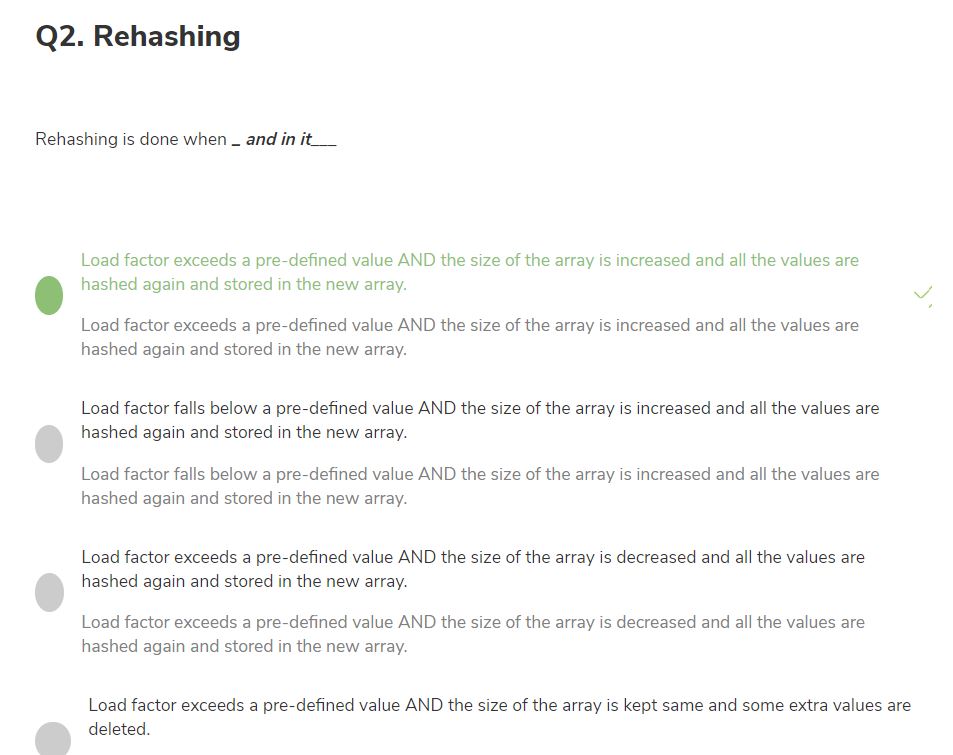 Q2. Rehashing
Rehashing is done when _ and in it___
Load factor exceeds a pre-defined value AND the size of the array is increased and all the values are
hashed again and stored in the new array.
Load factor exceeds a pre-defined value AND the size of the array is increased and all the values are
hashed again and stored in the new array.
Load factor falls below a pre-defined value AND the size of the array is increased and all the values are
hashed again and stored in the new array.
Load factor falls below a pre-defined value AND the size of the array is increased and all the values are
hashed again and stored in the new array.
Load factor exceeds a pre-defined value AND the size of the array is decreased and all the values are
hashed again and stored in the new array.
Load factor exceeds a pre-defined value AND the size of the array is decreased and all the values are
hashed again and stored in the new array.
Load factor exceeds a pre-defined value AND the size of the array is kept same and some extra values are
deleted.